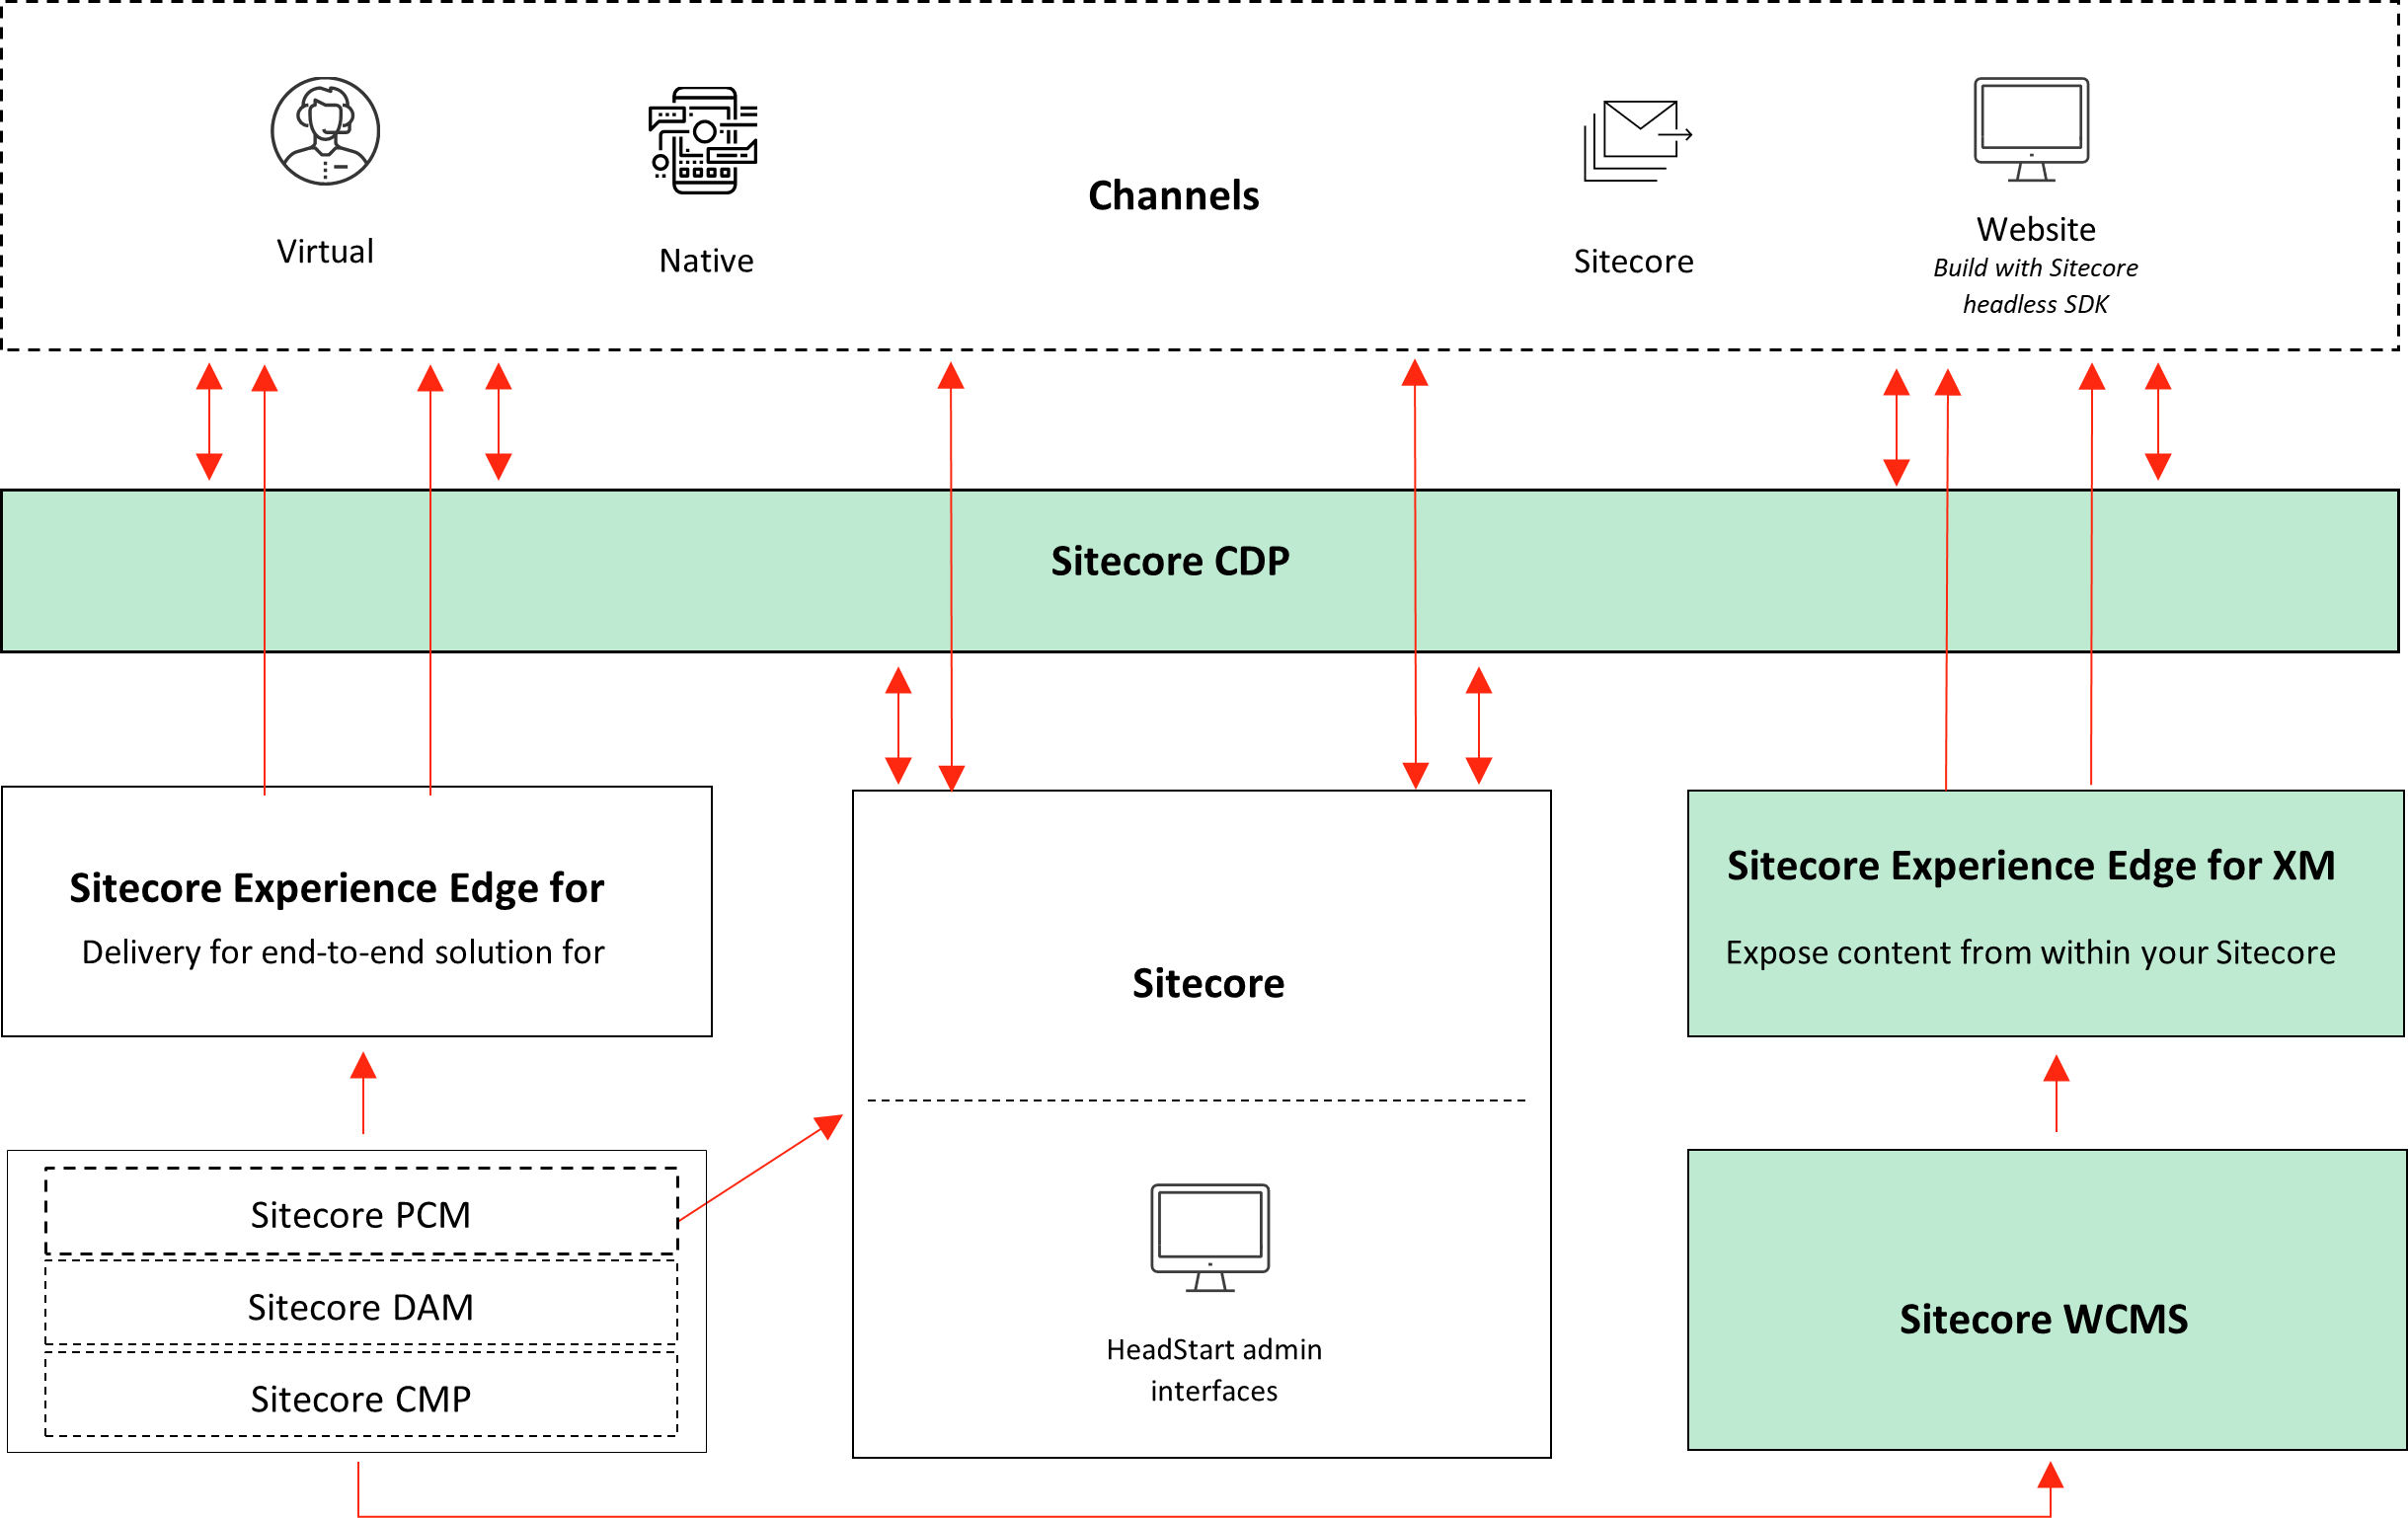 Virtual
Native
Channels
Sitecore
Website
Build with Sitecore
headless SDK
Sitecore CDP
Sitecore Experience Edge for
Delivery for end-to-end solution for
Sitecore
HeadStart admin
interfaces
Sitecore Experience Edge for XM
Expose content from within your Sitecore
Sitecore PCM
Sitecore DAM
Sitecore CMP
Sitecore WCMS